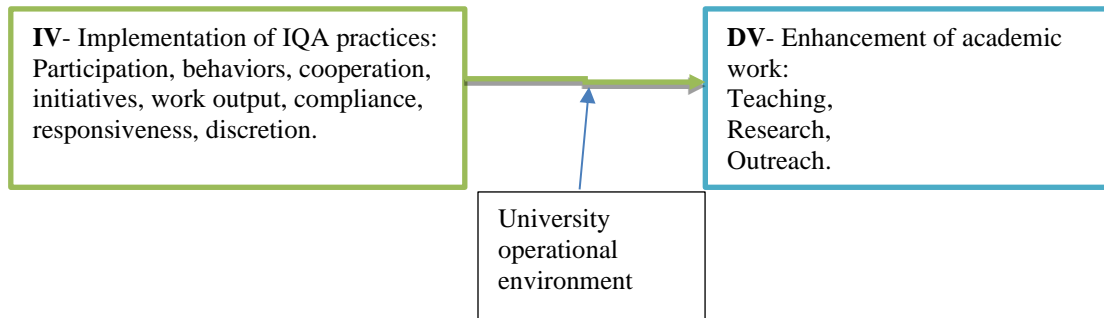 IV- Implementation of IQA practices:
Participation, behaviors, cooperation,
initiatives, work output, compliance,
responsiveness, discretion.
DV- Enhancement of academic
work:
Teaching,
Research,
Outreach.
University
operational
environment